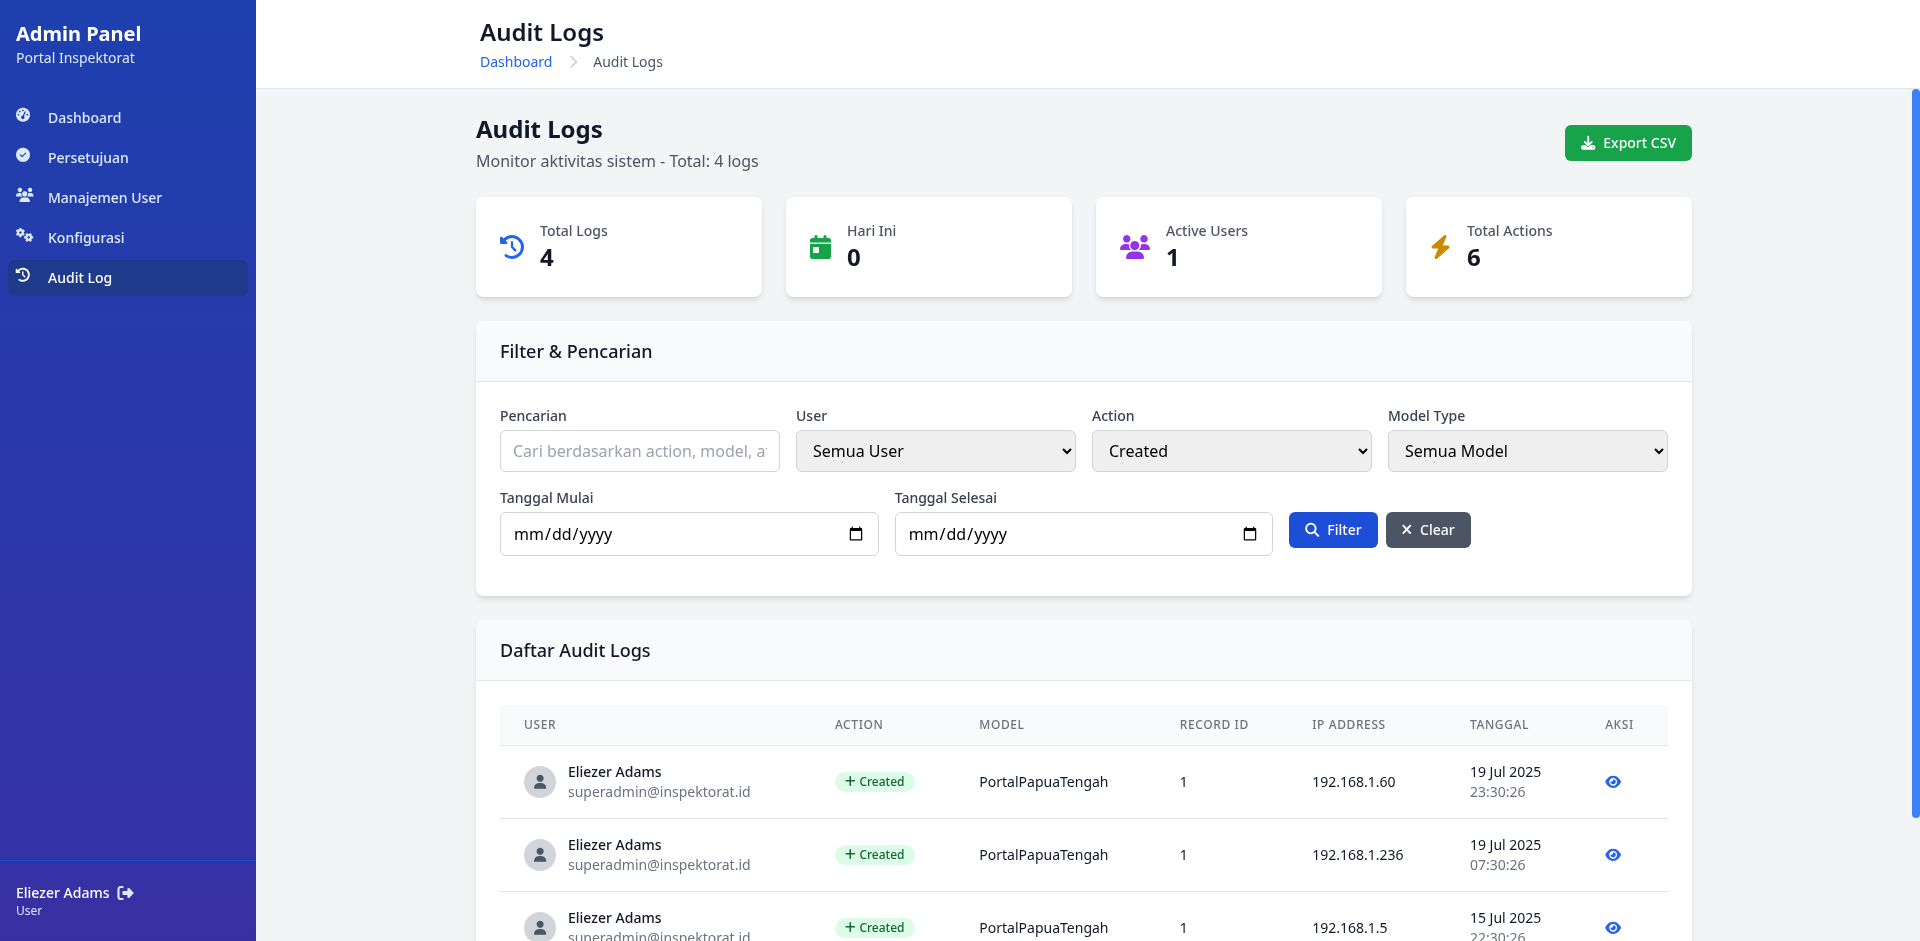 Admin Panel
Portal Inspektorat
Dashboard
Persetujuan
Manajemen User
Konfigurasi
Audit Log
Eliezer Adams
User
Audit Logs
Dashboard
Audit Logs
Audit Logs
Monitor aktivitas sistem - Total: 4 logs
Export CSV
Total Logs
4
Hari Ini
0
Active Users
1
Total Actions
6
Filter & Pencarian
Pencarian
User
Action
Model Type
Cari berdasarkan action, model, a
Semua User
Created
Semua Model
Tanggal Mulai
Tanggal Selesai
mm/dd/yyyy
mm/dd/yyyy
Filter
Clear
Daftar Audit Logs
USER ACTION MODEL RECORD ID IP ADDRESS TANGGAL AKSI
Eliezer Adams
superadmin@inspektorat.id
Created
PortalPapuaTengah
1
192.168.1.60
19 Jul 2025
23:30:26
Eliezer Adams
superadmin@inspektorat.id
Created
PortalPapuaTengah
1
192.168.1.236
19 Jul 2025
07:30:26
Eliezer Adams
superadmin@inspektorat.id
Created
PortalPapuaTengah
1
192.168.1.5
15 Jul 2025
22:30:26